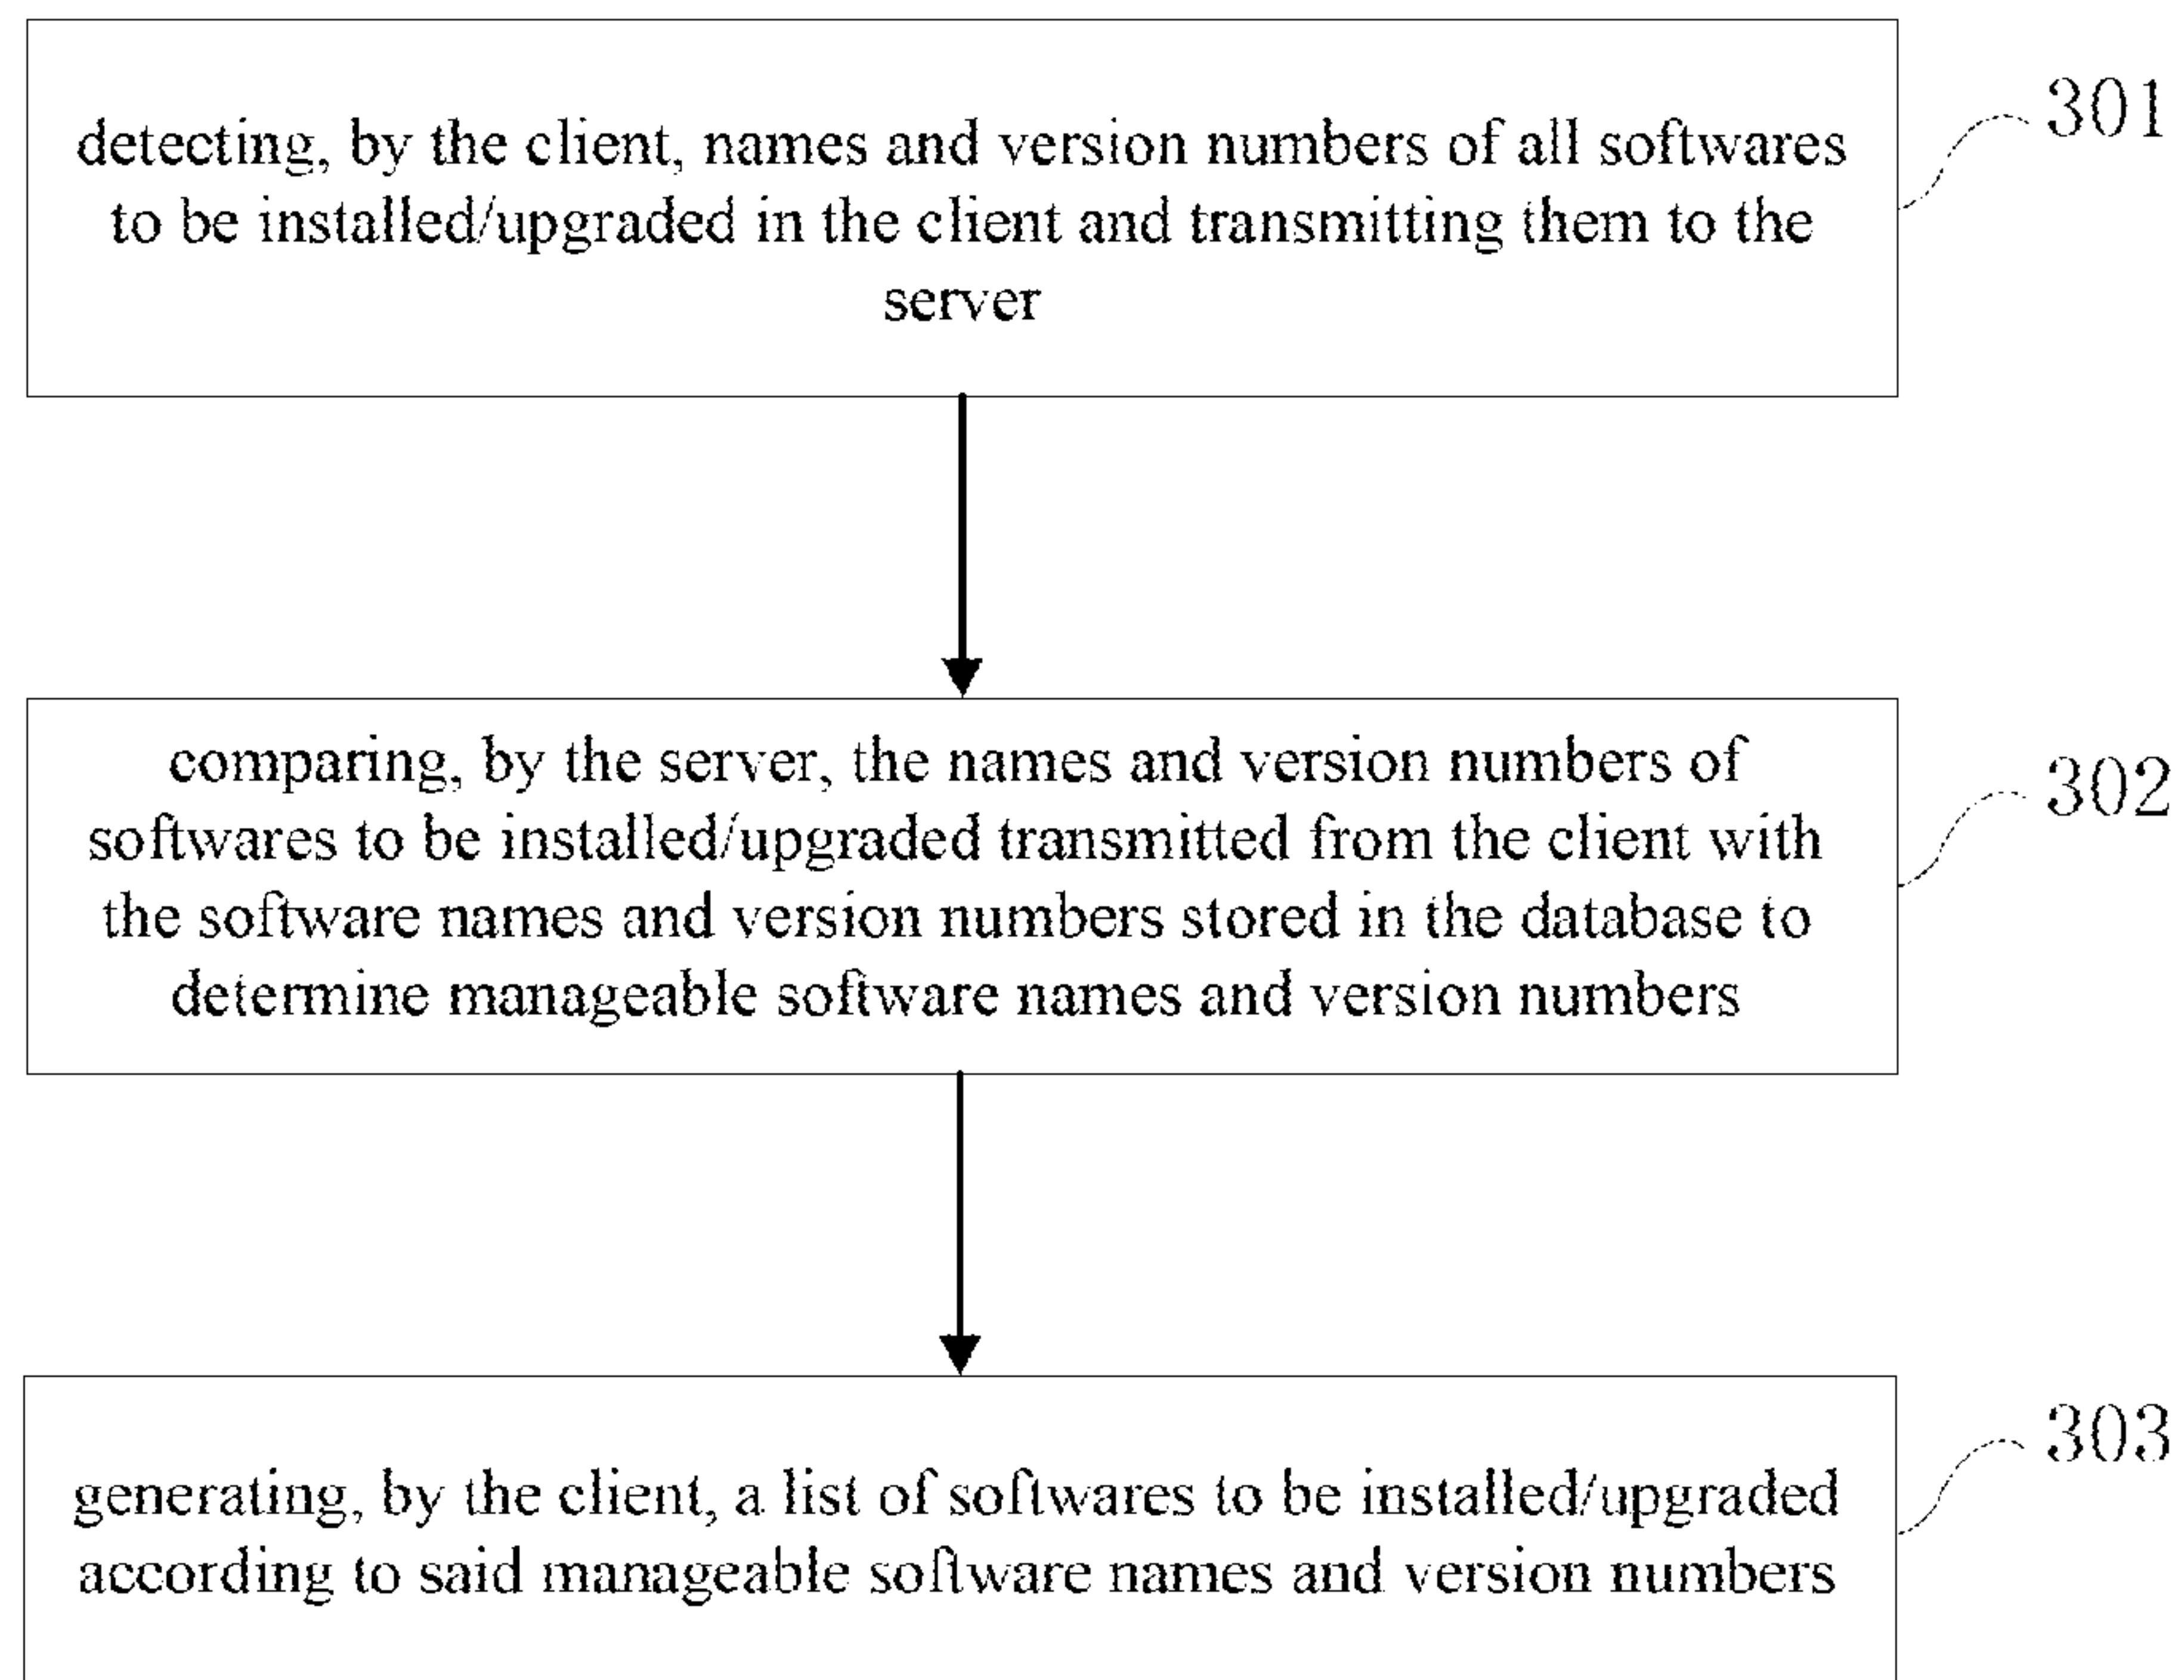 detecting, by the client, names and version numbers of all softwares
to be installed/upgraded in the client and transmitting them to the
server
301
comparing, by the server, the names and version numbers of
softwares to be installed/upgraded transmitted from the client with
the software names and version numbers stored in the database to
determine manageable software names and version numbers
302
generating, by the client, a list of softwares to be installed/upgraded
according to said manageable software names and version numbers
303